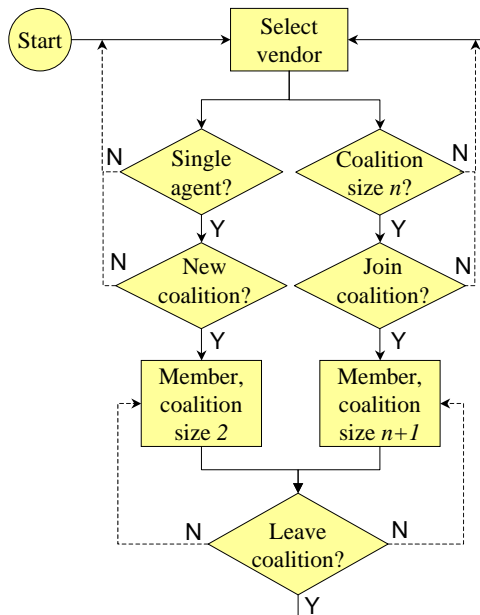 Start
Select
vendor
N
Single
agent?
Coalition
size n?
N
Y
Y
N
New
coalition?
Join
coalition?
N
Y
Y
Member,
coalition
size 2
Member,
coalition
size n+1
N
Leave
coalition?
N
Y